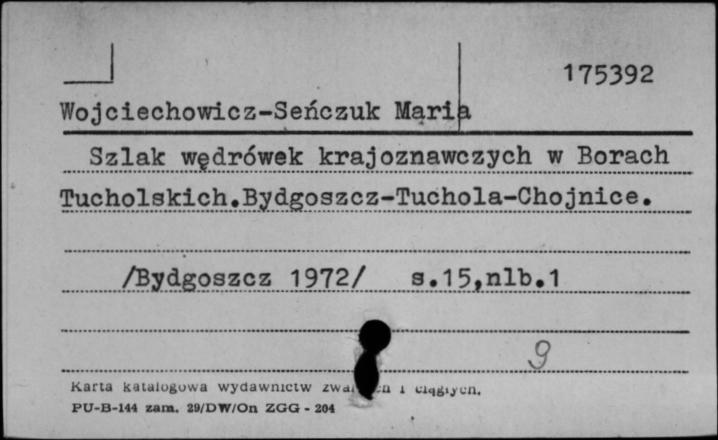 175392
Wojciechowicz-Seńczuk Maria
Szlak wędrówek krajoznawczych w Borach
Tucholskich.Bydgoszcz-Tuchola-Chojnice.
/Bydgoszcz 1972/ s.15,nlb.1
9
Karta katalogowa wydawnictw i ciągłych.
PU-B-144 zam. 29/DW/On ZGG - 204